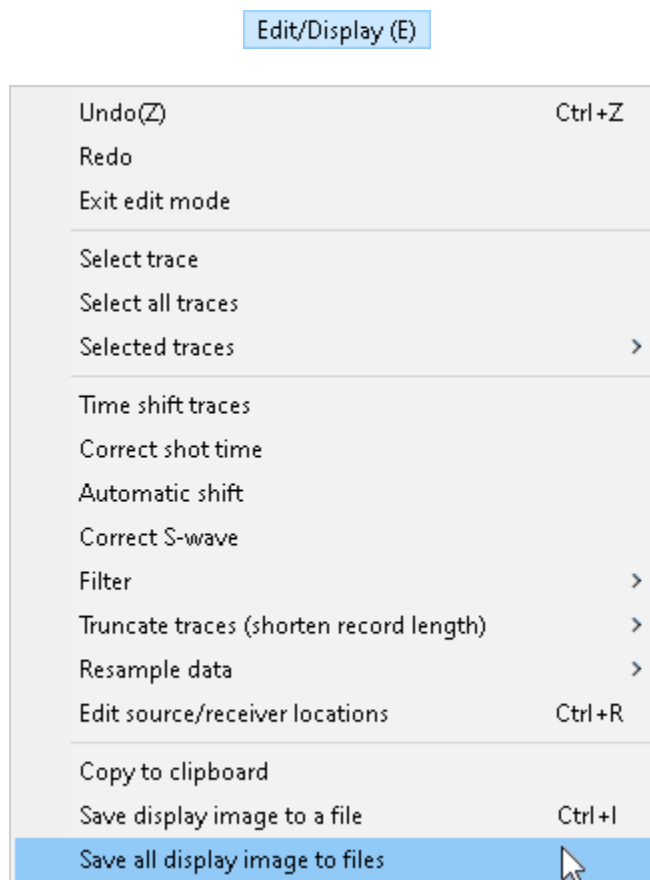 Edit/Display (E)
Undo(Z) Ctrl+Z
Redo
Exit edit mode
Select trace
Select all traces
Selected traces
Time shift traces
Correct shot time
Automatic shift
Correct S-wave
Filter
Truncate traces (shorten record length)
Resample data
Edit source/receiver locations Ctrl+R
Copy to clipboard
Save display image to a file Ctrl+I
Save all display image to files